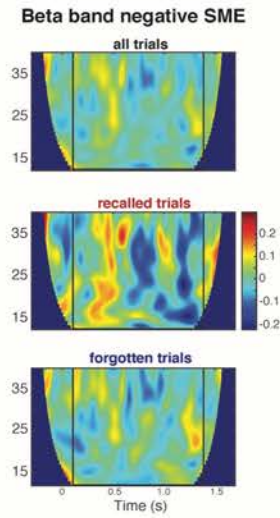 Beta band negative SME
all trials
35
25
15
recalled trials
35
25
15
0.2
0.1
0
-0.1
-0.2
forgotten trials
35
25
15
0 0.5 1.0 1.5
Time (s)